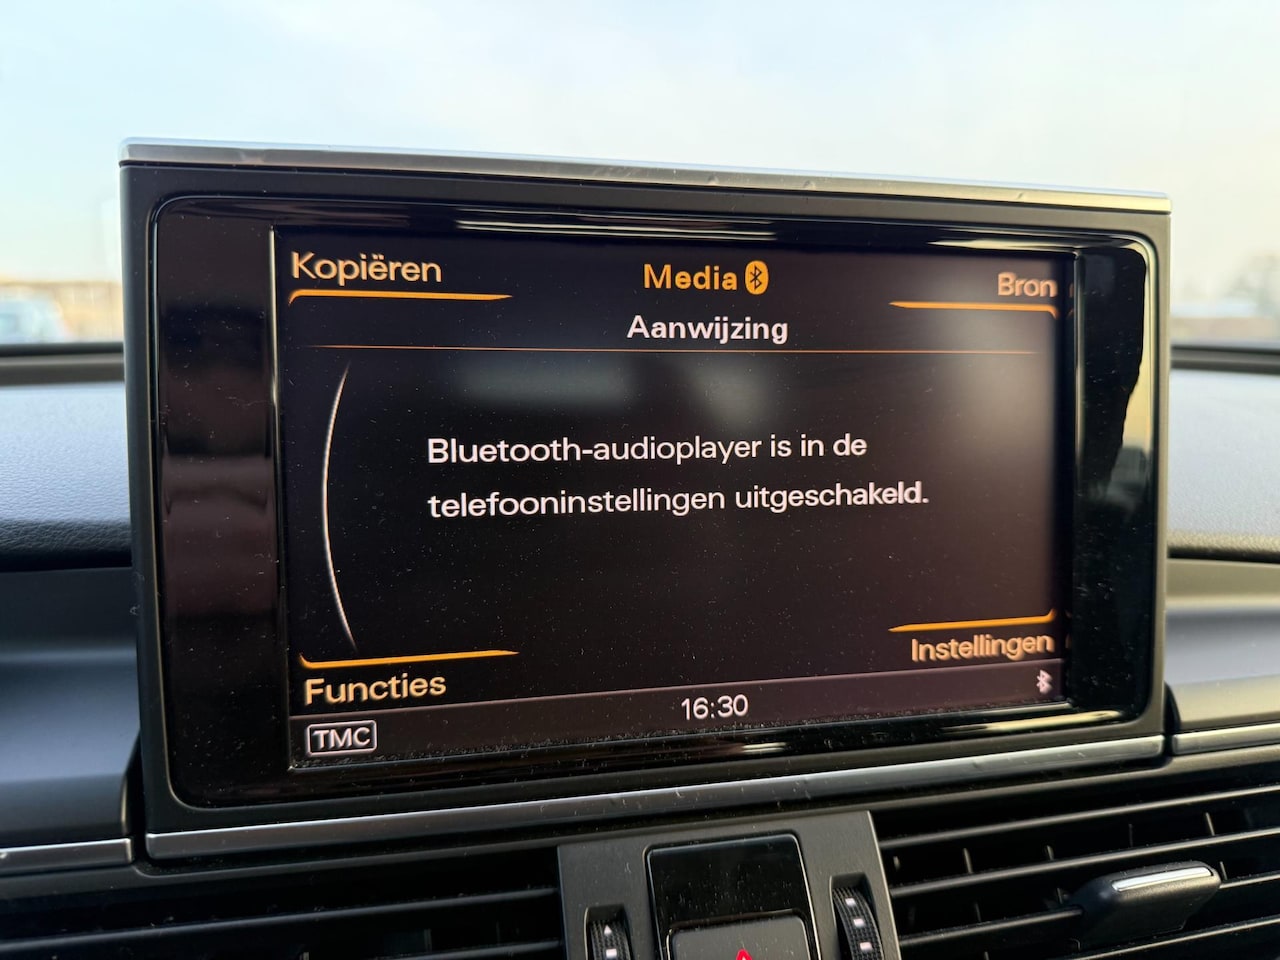 Kopiëren
Media
Bron
Aanwijzing
Bluetooth-audioplayer is in de
telefooninstellingen uitgeschakeld.
Functies
Instellingen
16:30
TMC